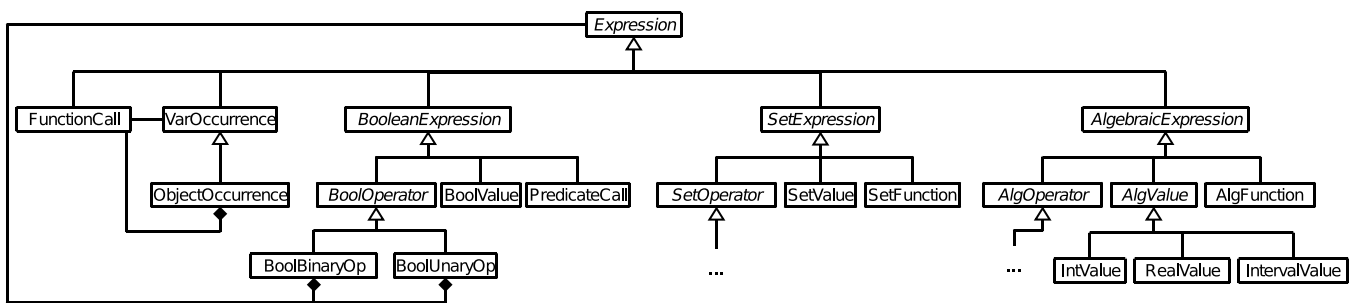 Expression
FunctionCall VarOccurrence BooleanExpression SetExpression AlgebraicExpression
ObjectOccurrence BoolOperator BoolValue PredicateCall SetOperator SetValue SetFunction AlgOperator AlgValue AlgFunction
BoolBinaryOp BoolUnaryOp ... ... IntValue RealValue IntervalValue